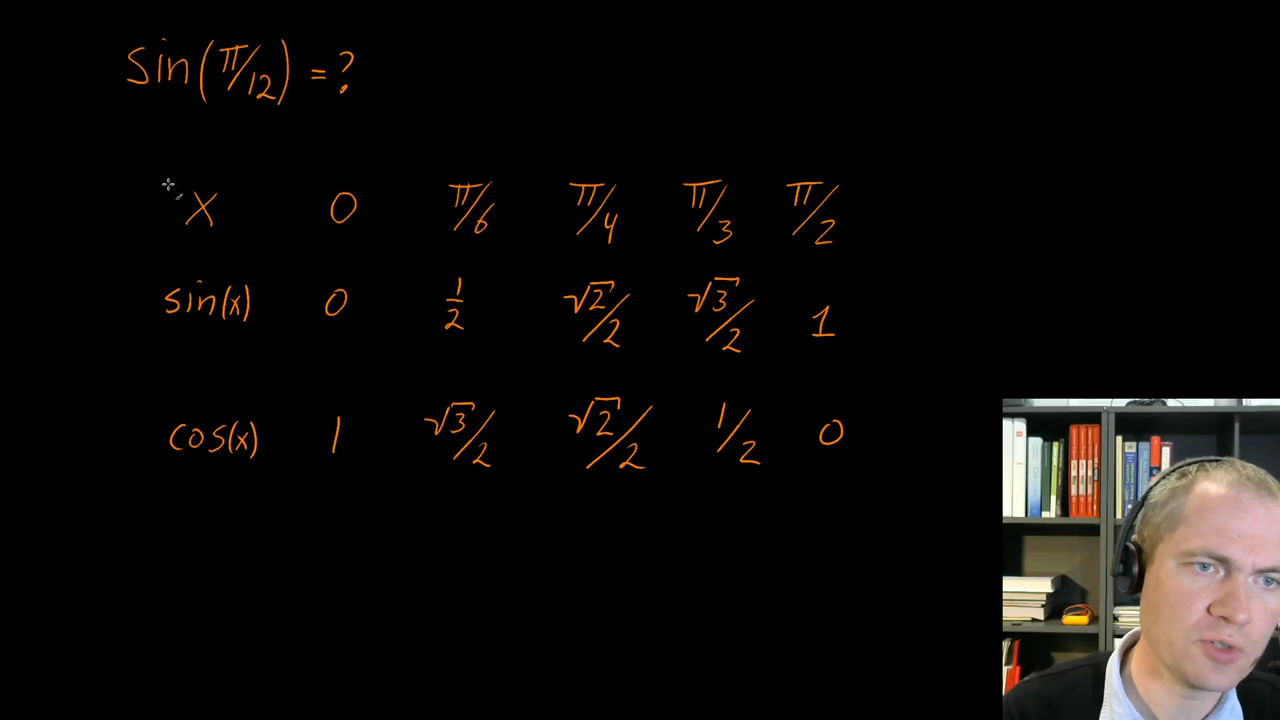 sin(π/12) = ?
x 0 π/6 π/4 π/3 π/2
sin(x) 0 1/2 √2/2 √3/2 1
cos(x) 1 √3/2 √2/2 1/2 0